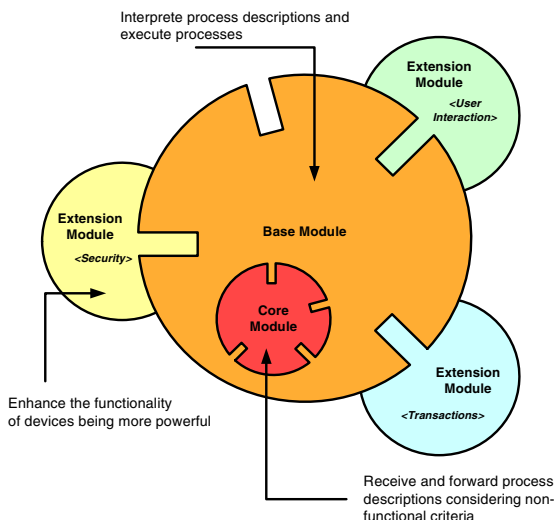 Interprete process descriptions and
execute processes
Extension
Module
<User
Interaction>
Extension
Module
<Security>
Base Module
Core
Module
Extension
Module
<Transactions>
Enhance the functionality
of devices being more powerful
Receive and forward process
descriptions considering non-
functional criteria